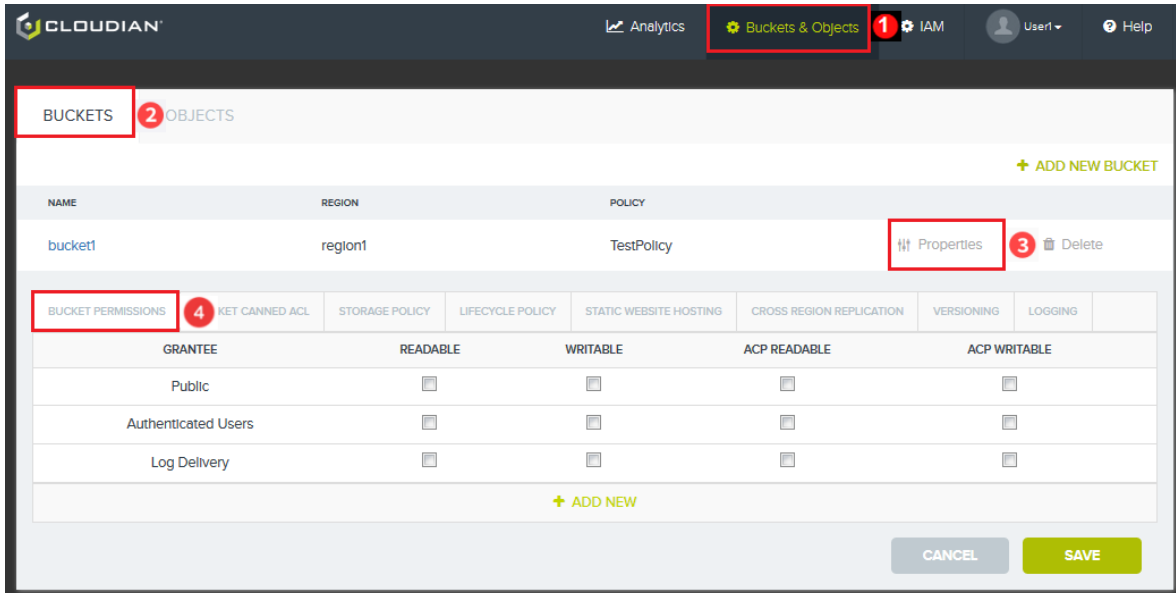 CLOUDIAN
Analytics Buckets & Objects 1 IAM User1 Help
BUCKETS 2 OBJECTS
+ ADD NEW BUCKET
NAME REGION POLICY
bucket1 region1 TestPolicy Properties 3 Delete
BUCKET PERMISSIONS 4 KET CANNED ACL STORAGE POLICY LIFECYCLE POLICY STATIC WEBSITE HOSTING CROSS REGION REPLICATION VERSIONING LOGGING
GRANTEE READABLE WRITABLE ACP READABLE ACP WRITABLE
Public
Authenticated Users
Log Delivery
+ ADD NEW
CANCEL SAVE